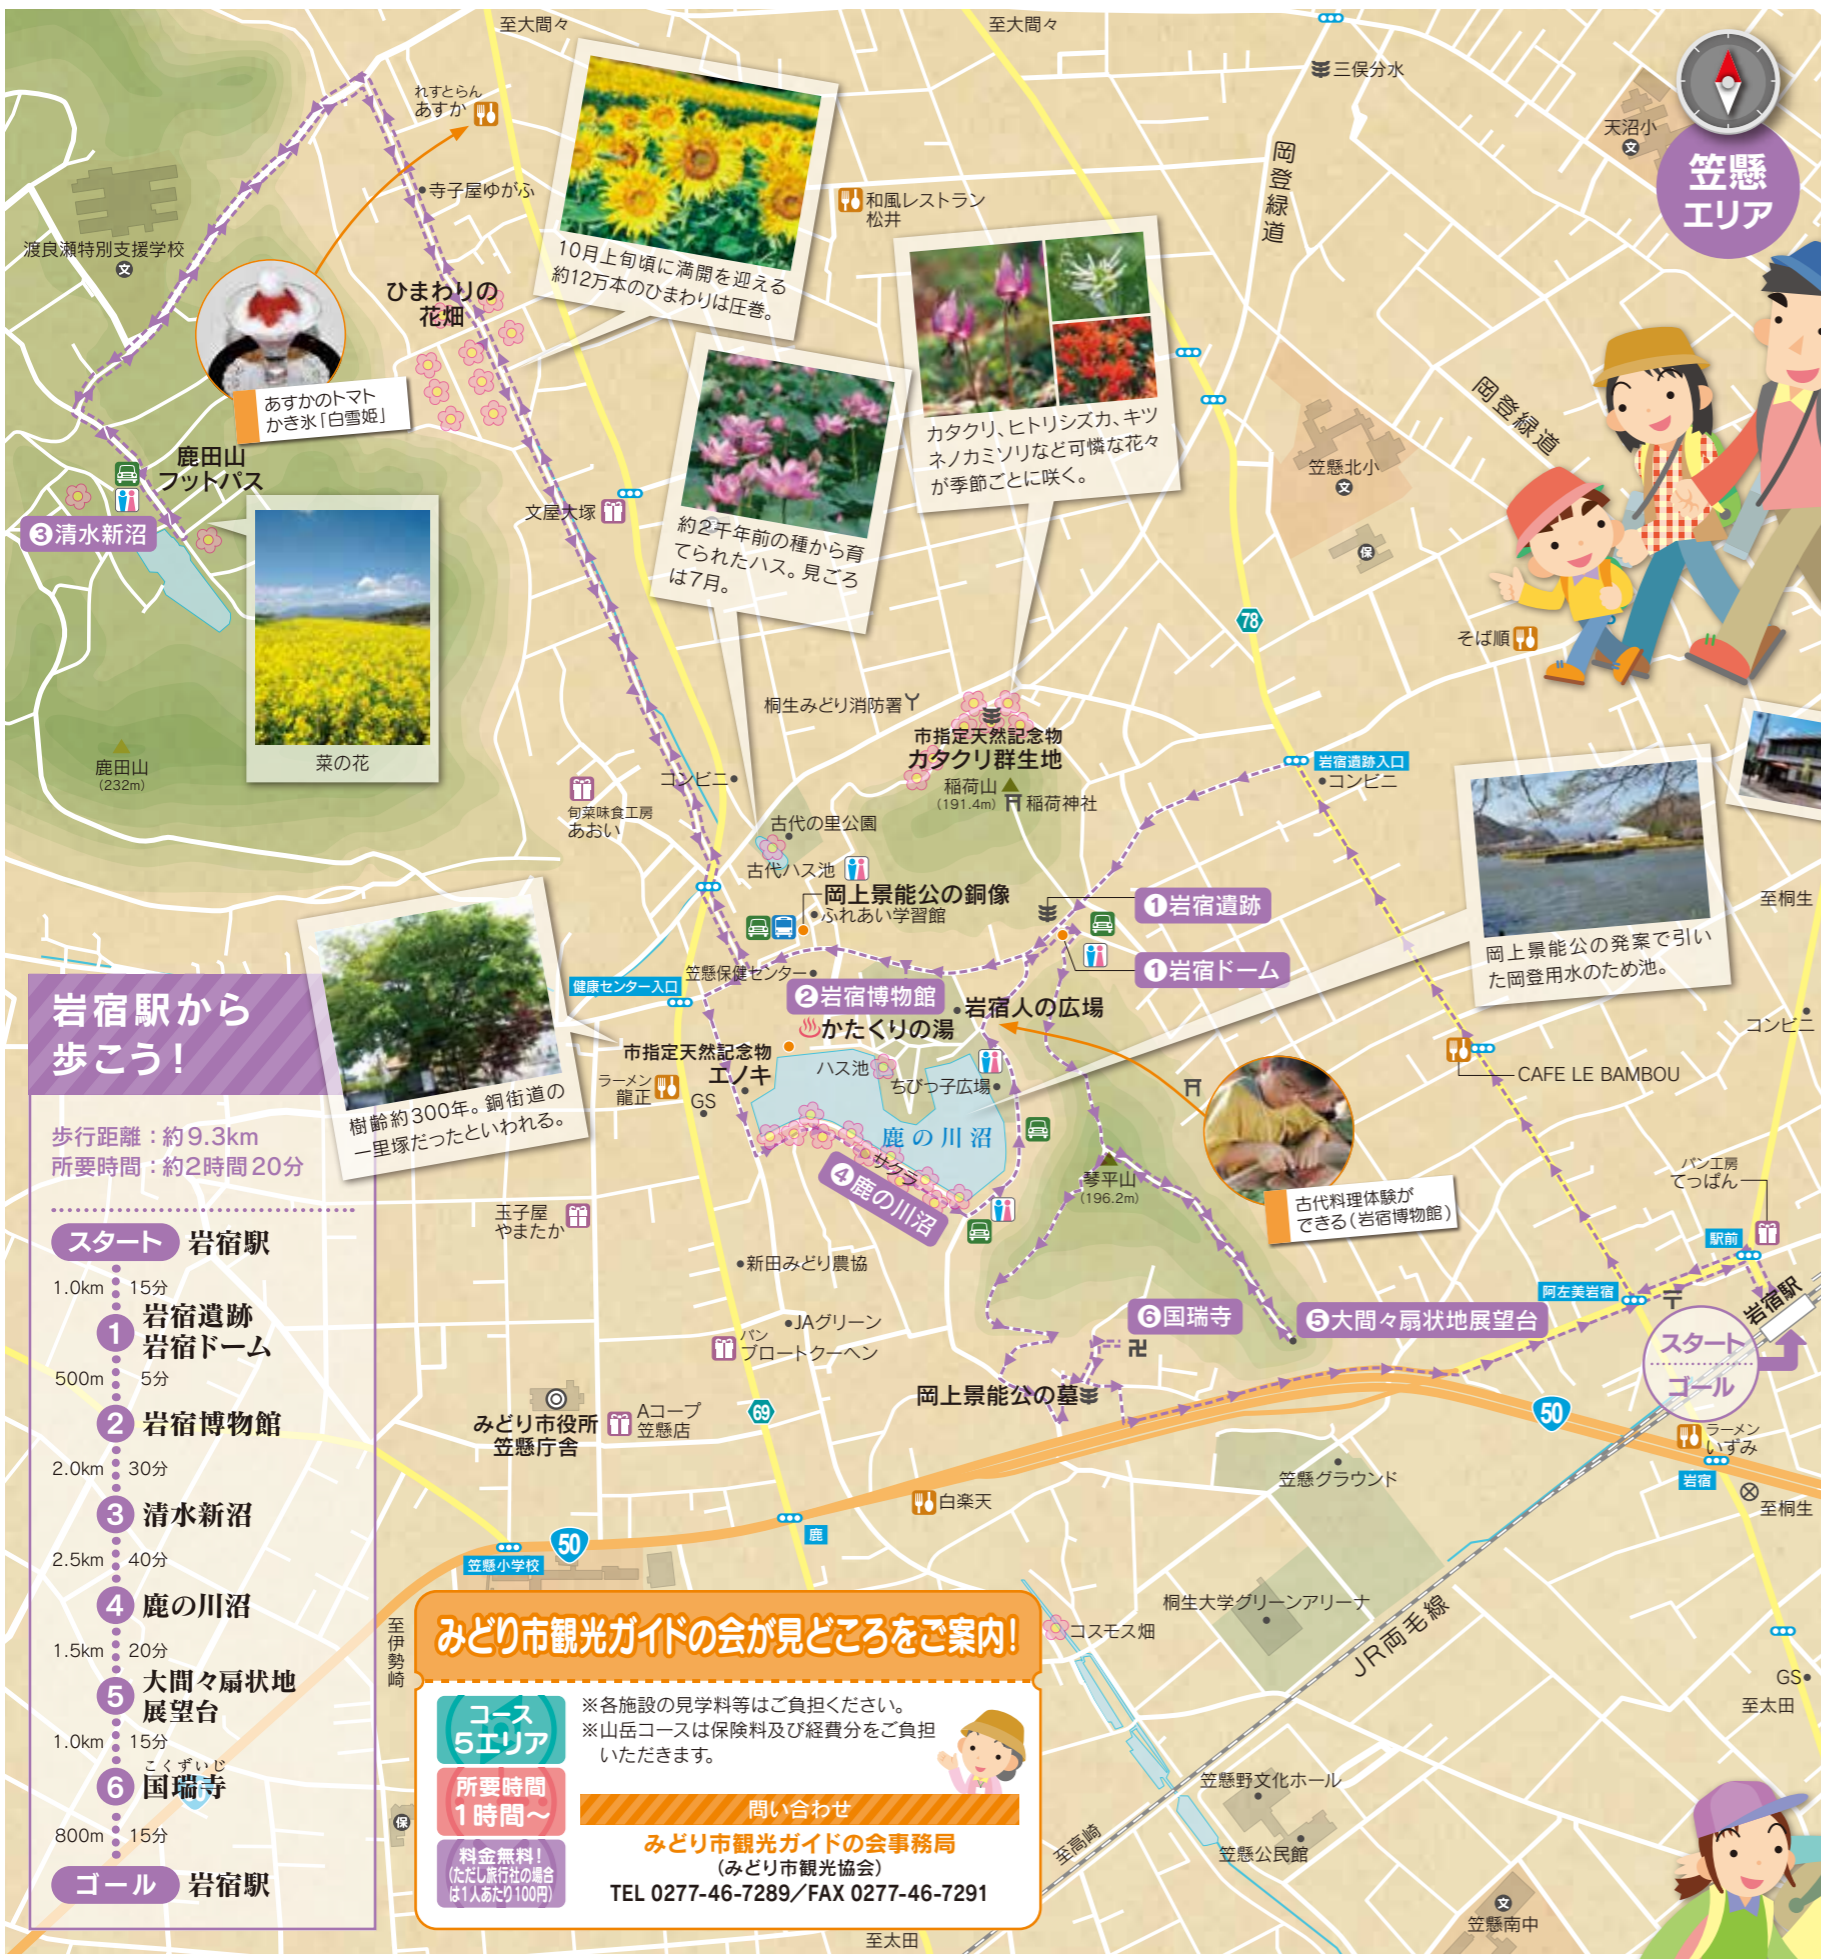 至大間々
至大間々
三俣分水
天沼小
文
笠懸
エリア
れすとらん
あすか
寺子屋ゆがふ
岡登緑道
和風レストラン
松井
渡良瀬特別支援学校
文
ひまわりの
花畑
10月上旬頃に満開を迎える
約12万本のひまわりは圧巻。
あすかのトマト
かき氷「白雪姫」
カタクリ、ヒトリシズカ、キツ
ネノカミソリなど可憐な花々
が季節ごとに咲く。
岡登緑道
笠懸北小
文
保
鹿田山
フットパス
❸清水新沼
文屋大塚
約2千年前の種から育
てられたハス。見ごろ
は7月。
78
そば順
菜の花
鹿田山
(232m)
桐生みどり消防署
市指定天然記念物
カタクリ群生地
稲荷山
(191.4m)
稲荷神社
岩宿遺跡入口
コンビニ
コンビニ
旬菜味食工房
あおい
古代の里公園
古代ハス池
岡上景能公の銅像
ふれあい学習館
❶岩宿遺跡
❶岩宿ドーム
至桐生
岡上景能公の発案で引い
た岡登用水のため池。
コンビニ
笠懸保健センター
健康センター入口
❷岩宿博物館
岩宿人の広場
かたくりの湯
市指定天然記念物
エノキ
ラーメン
龍正
GS
ハス池
ちびっ子広場
鹿の川沼
サクラ
❹鹿の川沼
CAFE LE BAMBOU
樹齢約300年。銅街道の
一里塚だったといわれる。
琴平山
(196.2m)
古代料理体験が
できる(岩宿博物館)
パン工房
てっぱん
駅前
阿左美岩宿
岩宿駅
スタート
ゴール
玉子屋
やまたか
新田みどり農協
JAグリーン
パン
ブロートクーヘン
❻国瑞寺
❺大間々扇状地展望台
岡上景能公の墓
50
ラーメン
いずみ
岩宿
至桐生
みどり市役所
笠懸庁舎
Aコープ
笠懸店
69
笠懸グラウンド
白楽天
鹿
50
笠懸小学校
至伊勢崎
桐生大学グリーンアリーナ
コスモス畑
JR両毛線
GS
至太田
笠懸野文化ホール
笠懸公民館
至高崎
文
笠懸南中
至太田
保
岩宿駅から
歩こう!
歩行距離:約9.3km
所要時間:約2時間20分
スタート 岩宿駅
1.0km 15分
1 岩宿遺跡
岩宿ドーム
500m 5分
2 岩宿博物館
2.0km 30分
3 清水新沼
2.5km 40分
4 鹿の川沼
1.5km 20分
5 大間々扇状地
展望台
1.0km 15分
こくずいじ
6 国瑞寺
800m 15分
ゴール 岩宿駅
みどり市観光ガイドの会が見どころをご案内!
コース
5エリア
所要時間
1時間〜
料金無料!
(ただし旅行社の場合
は1人あたり100円)
※各施設の見学料等はご負担ください。
※山岳コースは保険料及び経費分をご負担
いただきます。
問い合わせ
みどり市観光ガイドの会事務局
(みどり市観光協会)
TEL 0277-46-7289/FAX 0277-46-7291